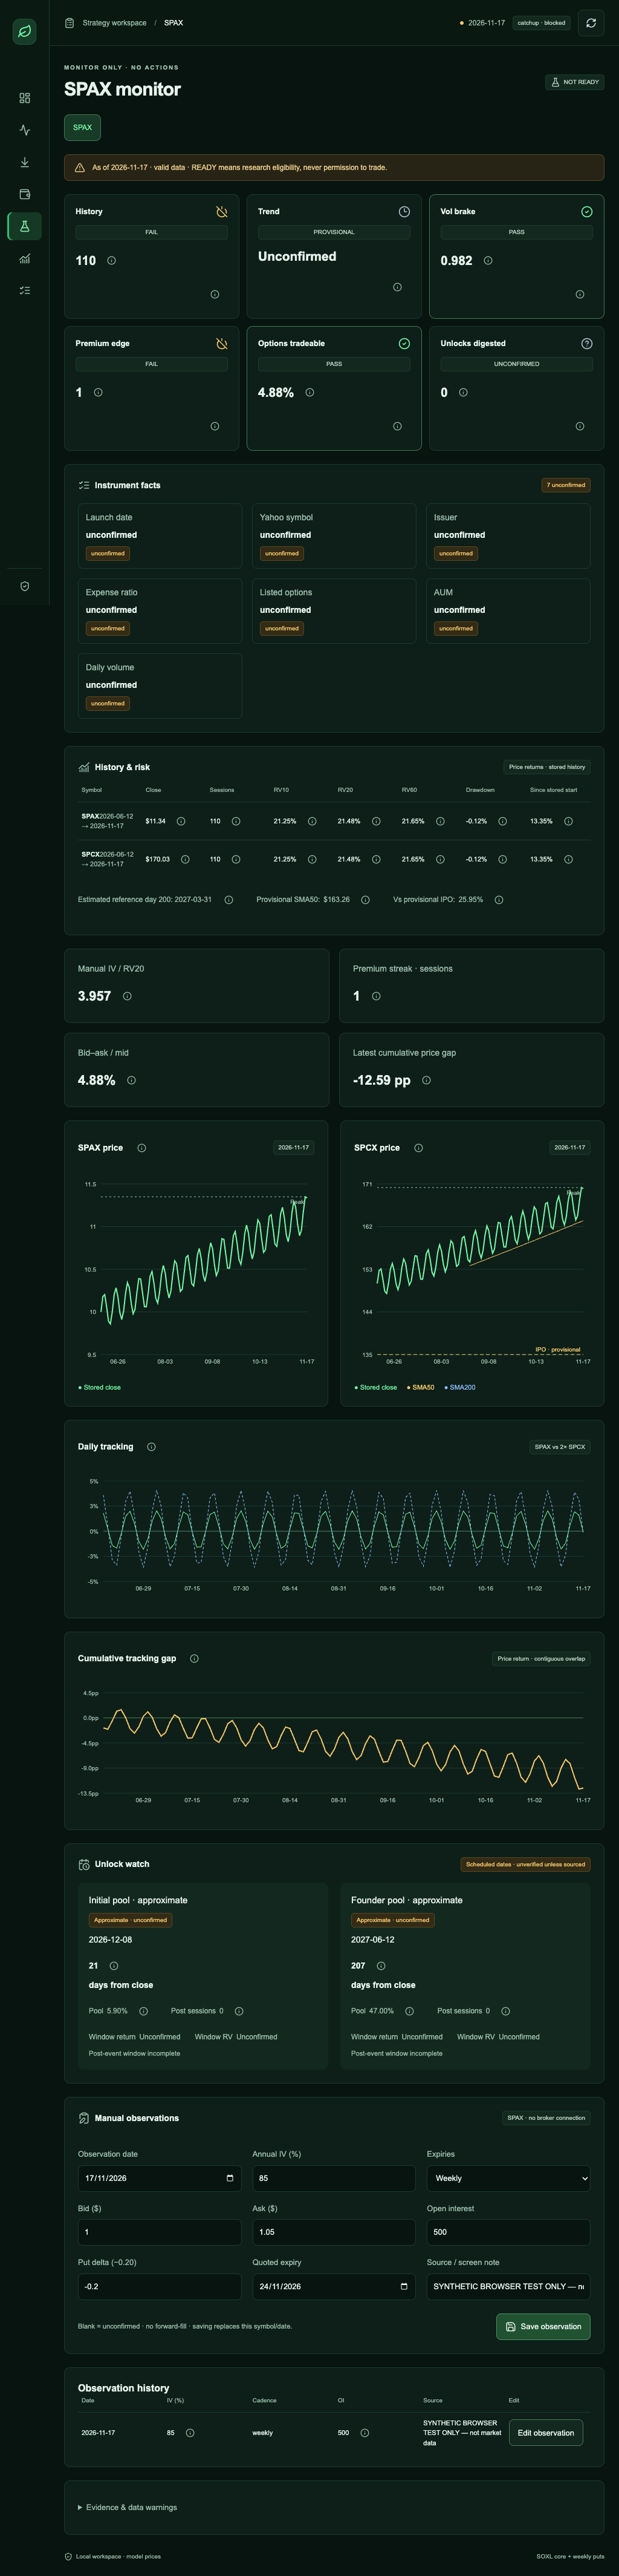 Strategy workspace / SPAX
2026-11-17
catchup · blocked
MONITOR ONLY · NO ACTIONS
SPAX monitor
NOT READY
SPAX
As of 2026-11-17 · valid data · READY means research eligibility, never permission to trade.
History
FAIL
110
Trend
PROVISIONAL
Unconfirmed
Vol brake
PASS
0.982
Premium edge
FAIL
1
Options tradeable
PASS
4.88%
Unlocks digested
UNCONFIRMED
0
Instrument facts
7 unconfirmed
Launch date
unconfirmed
unconfirmed
Yahoo symbol
unconfirmed
unconfirmed
Issuer
unconfirmed
unconfirmed
Expense ratio
unconfirmed
unconfirmed
Listed options
unconfirmed
unconfirmed
AUM
unconfirmed
unconfirmed
Daily volume
unconfirmed
unconfirmed
History & risk
Price returns · stored history
Symbol Close Sessions RV10 RV20 RV60 Drawdown Since stored start
SPAX2026-06-12 → 2026-11-17 $11.34 110 21.25% 21.48% 21.65% -0.12% 13.35%
SPCX2026-06-12 → 2026-11-17 $170.03 110 21.25% 21.48% 21.65% -0.12% 13.35%
Estimated reference day 200: 2027-03-31 Provisional SMA50: $163.26 Vs provisional IPO: 25.95%
Manual IV / RV20
3.957
Premium streak · sessions
1
Bid–ask / mid
4.88%
Latest cumulative price gap
-12.59 pp
SPAX price
2026-11-17
11.5
Peak
11
10.5
10
9.5
06-26 08-03 09-08 10-13 11-17
Stored close
SPCX price
2026-11-17
171
Peak
162
153
144
135
IPO · provisional
06-26 08-03 09-08 10-13 11-17
Stored close SMA50 SMA200
Daily tracking
SPAX vs 2× SPCX
5%
3%
0%
-3%
-5%
06-29 07-15 07-30 08-14 08-31 09-16 10-01 10-16 11-02 11-17
Cumulative tracking gap
Price return · contiguous overlap
4.5pp
0.0pp
-4.5pp
-9.0pp
-13.5pp
06-29 07-15 07-30 08-14 08-31 09-16 10-01 10-16 11-02 11-17
Unlock watch
Scheduled dates · unverified unless sourced
Initial pool · approximate
Approximate · unconfirmed
2026-12-08
21
days from close
Pool 5.90% Post sessions 0
Window return Unconfirmed Window RV Unconfirmed
Post-event window incomplete
Founder pool · approximate
Approximate · unconfirmed
2027-06-12
207
days from close
Pool 47.00% Post sessions 0
Window return Unconfirmed Window RV Unconfirmed
Post-event window incomplete
Manual observations
SPAX · no broker connection
Observation date
17/11/2026
Annual IV (%)
85
Expiries
Weekly
Bid ($)
1
Ask ($)
1.05
Open interest
500
Put delta (−0.20)
-0.2
Quoted expiry
24/11/2026
Source / screen note
SYNTHETIC BROWSER TEST ONLY —
Blank = unconfirmed · no forward-fill · saving replaces this symbol/date.
Save observation
Observation history
Date IV (%) Cadence OI Source Edit
2026-11-17 85 weekly 500 SYNTHETIC BROWSER TEST ONLY — not market data Edit observation
Evidence & data warnings
Local workspace · model prices
SOXL core + weekly puts